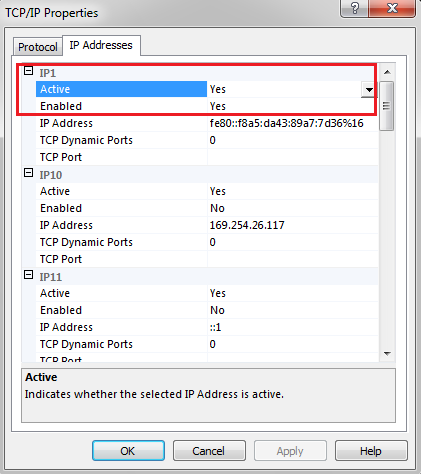 TCP/IP Properties
Protocol IP Addresses
IP1
Active Yes
Enabled Yes
IP Address fe80::f8a5:da43:89a7:7d36%16
TCP Dynamic Ports 0
TCP Port
IP10
Active Yes
Enabled No
IP Address 169.254.26.117
TCP Dynamic Ports 0
TCP Port
IP11
Active Yes
Enabled No
IP Address ::1
TCP Dynamic Ports 0
TCP Port
Active
Indicates whether the selected IP Address is active.
OK Cancel Apply Help